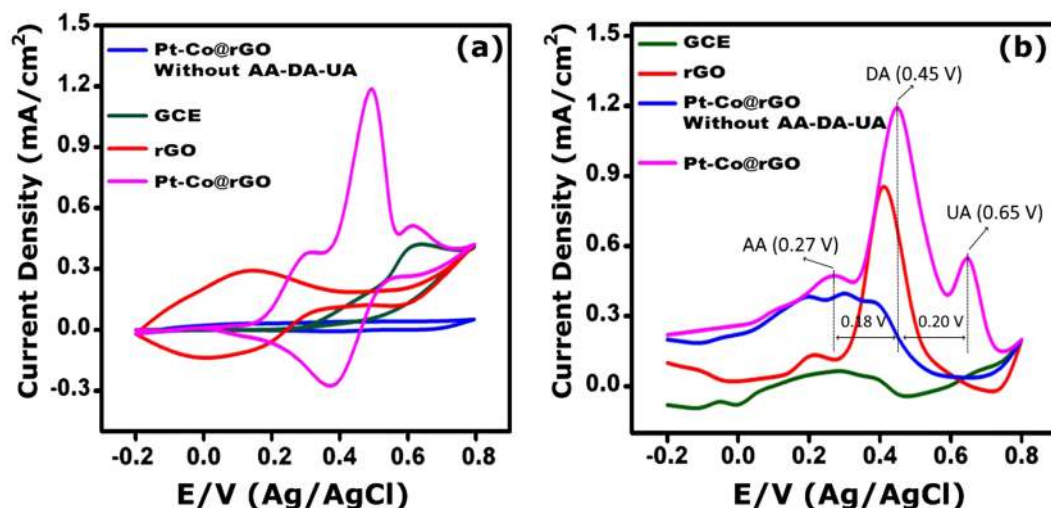 (a)
Current Density (mA/cm²)
1.5
1.2
0.9
0.6
0.3
0.0
-0.3
Pt-Co@rGO
Without AA-DA-UA
GCE
rGO
Pt-Co@rGO
-0.2 0.0 0.2 0.4 0.6 0.8
E/V (Ag/AgCl)
(b)
Current Density (mA/cm²)
1.5
1.2
0.9
0.6
0.3
0.0
GCE
rGO
Pt-Co@rGO
Without AA-DA-UA
Pt-Co@rGO
DA (0.45 V)
UA (0.65 V)
AA (0.27 V)
0.18 V
0.20 V
-0.2 0.0 0.2 0.4 0.6 0.8
E/V (Ag/AgCl)